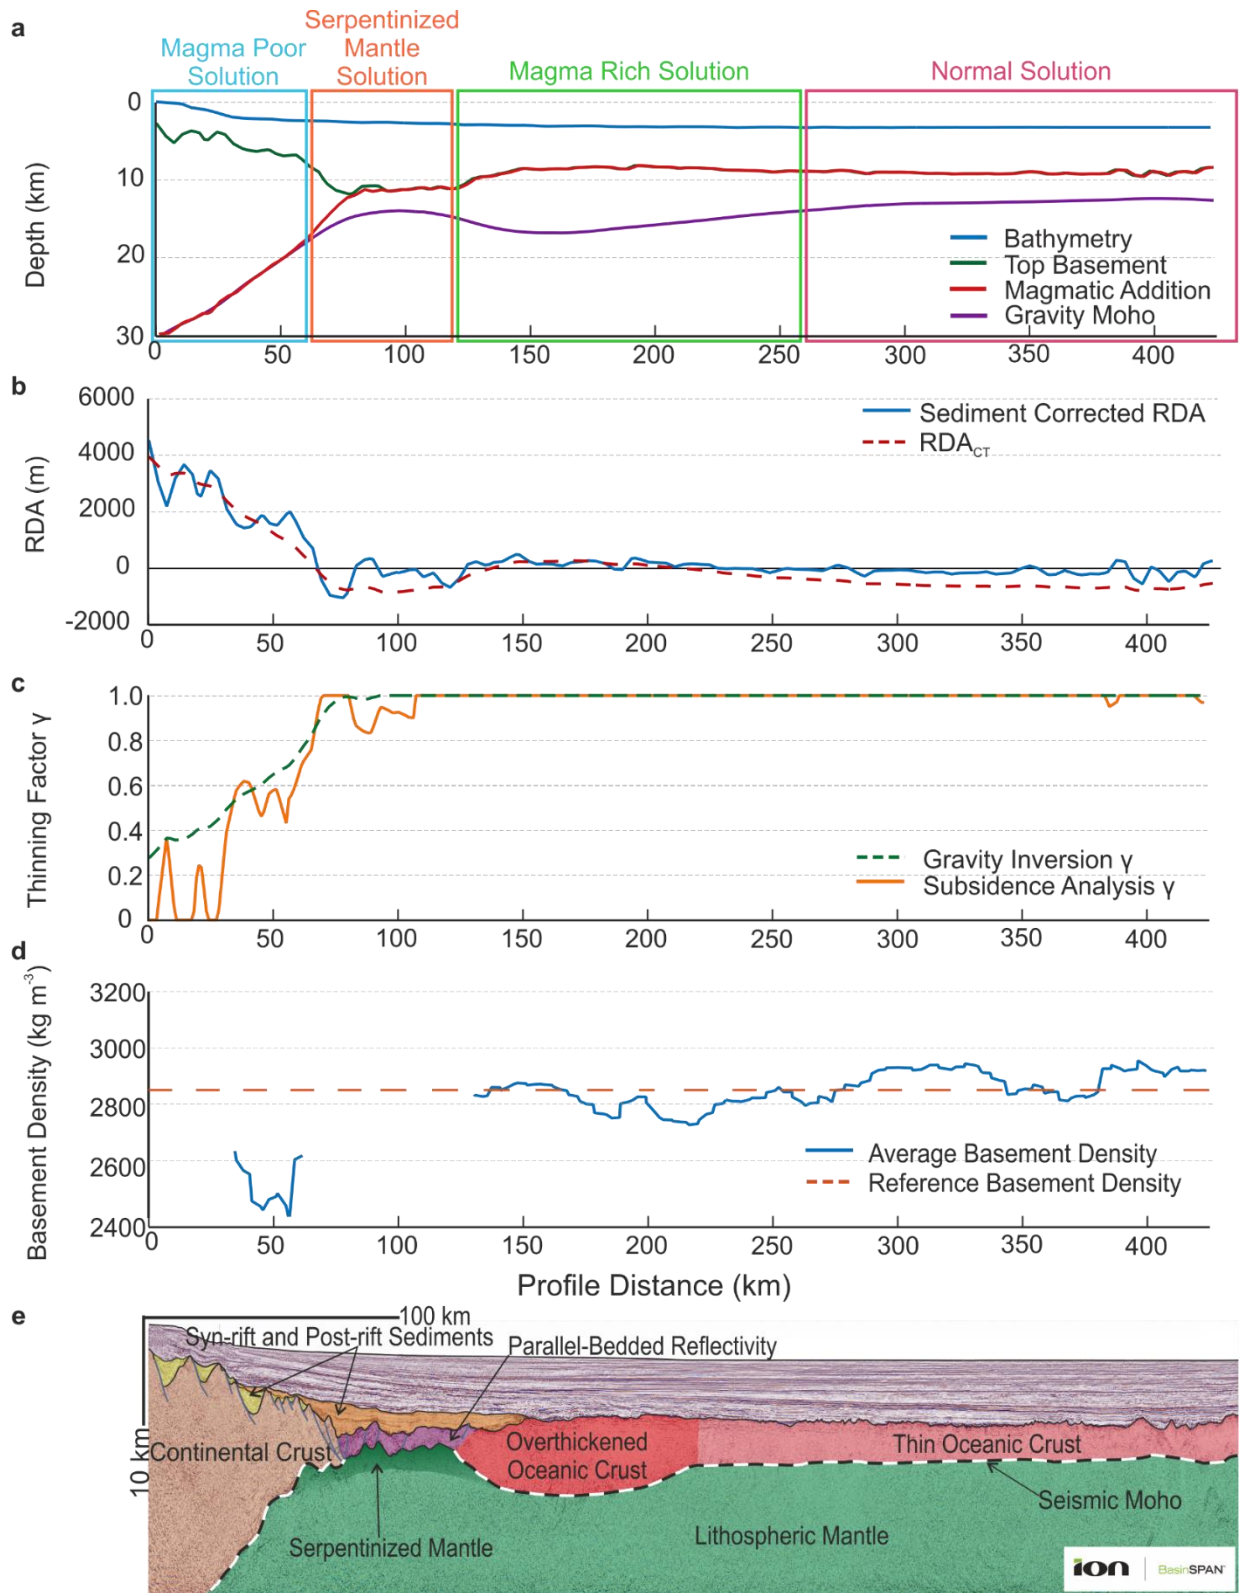 a
Magma Poor
Solution
Serpentinized
Mantle
Solution
Magma Rich Solution
Normal Solution
Depth (km)
0
10
20
30
Bathymetry
Top Basement
Magmatic Addition
Gravity Moho
0 50 100 150 200 250 300 350 400
b
RDA (m)
6000
4000
2000
0
-2000
Sediment Corrected RDA
RDA_CT
0 50 100 150 200 250 300 350 400
c
Thinning Factor γ
1.0
0.8
0.6
0.4
0.2
0
Gravity Inversion γ
Subsidence Analysis γ
0 50 100 150 200 250 300 350 400
d
Basement Density (kg m⁻³)
3200
3000
2800
2600
2400
Average Basement Density
Reference Basement Density
0 50 100 150 200 250 300 350 400
Profile Distance (km)
e
100 km
10 km
Syn-rift and Post-rift Sediments
Parallel-Bedded Reflectivity
Continental Crust
Overthickened
Oceanic Crust
Thin Oceanic Crust
Seismic Moho
Serpentinized Mantle
Lithospheric Mantle
ion BasinSPAN™